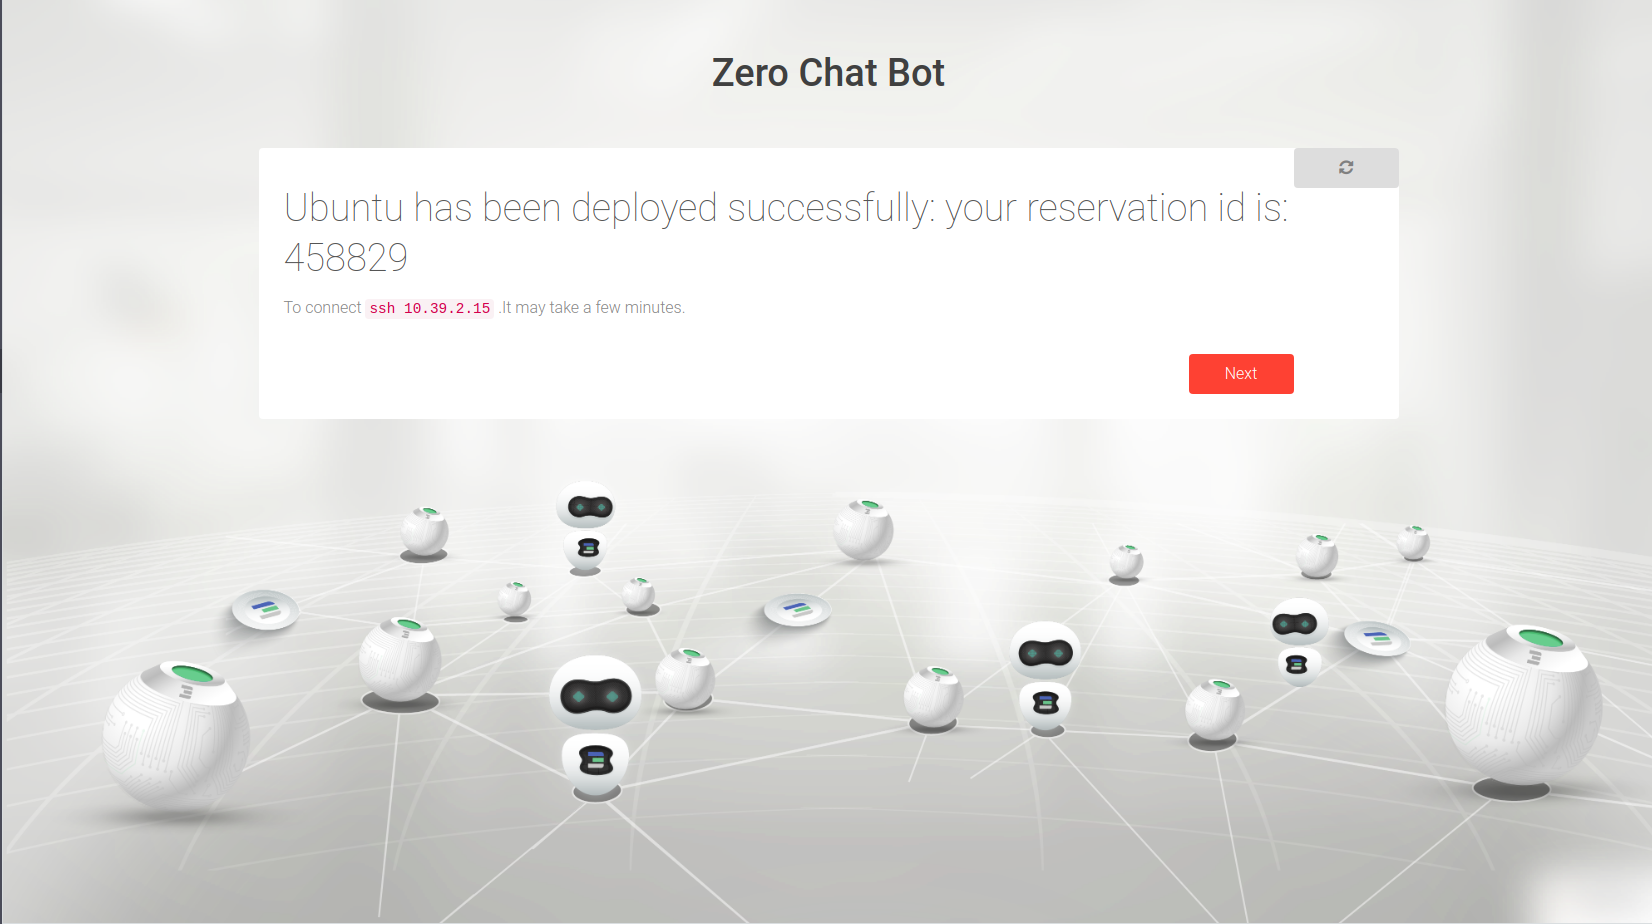 Zero Chat Bot
Ubuntu has been deployed successfully: your reservation id is:
458829
To connect ssh 10.39.2.15 .It may take a few minutes.
Next